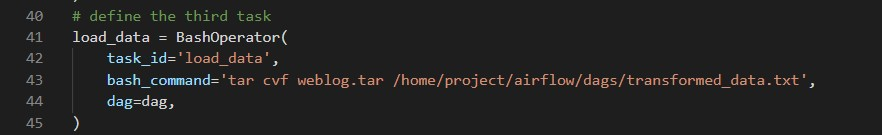 40 # define the third task
41 load_data = BashOperator(
42     task_id='load_data',
43     bash_command='tar cvf weblog.tar /home/project/airflow/dags/transformed_data.txt',
44     dag=dag,
45 )